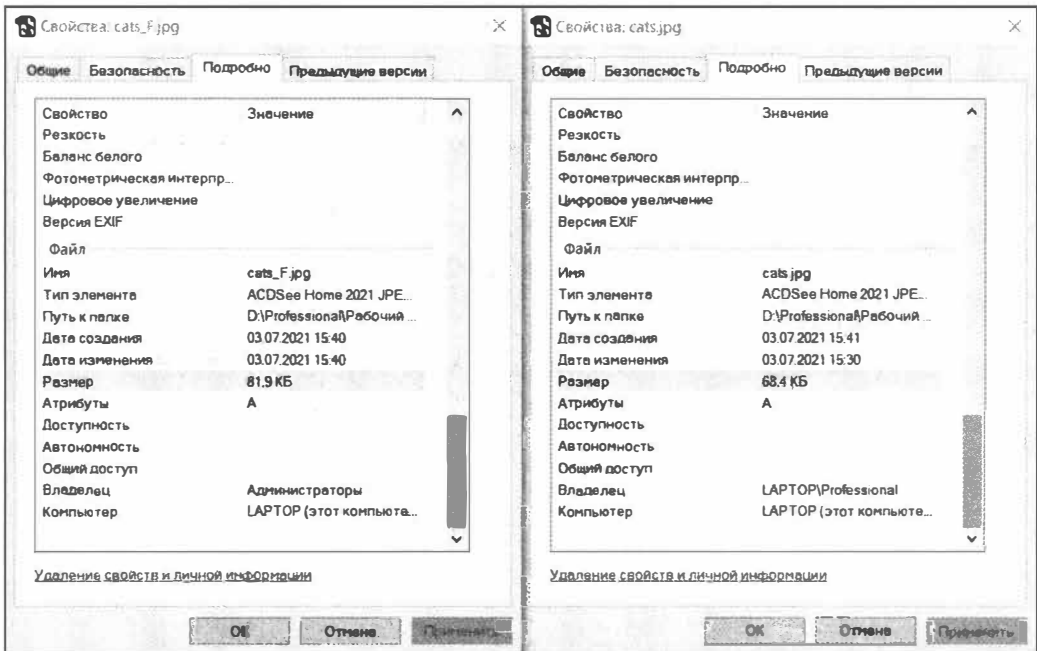 Свойства: cats_F.jpg
Общие Безопасность Подробно Предыдущие версии
Свойство Значение
Резкость
Баланс белого
Фотометрическая интерпр...
Цифровое увеличение
Версия EXIF
Файл
Имя cats_F.jpg
Тип элемента ACDSee Home 2021 JPE...
Путь к папке D:\Professional\Рабочий ...
Дата создания 03.07.2021 15:40
Дата изменения 03.07.2021 15:40
Размер 81,9 КБ
Атрибуты A
Доступность
Автономность
Общий доступ
Владелец Администраторы
Компьютер LAPTOP (этот компьюте...
Удаление свойств и личной информации
ОК Отмена Применить
Свойства: cats.jpg
Общие Безопасность Подробно Предыдущие версии
Свойство Значение
Резкость
Баланс белого
Фотометрическая интерпр...
Цифровое увеличение
Версия EXIF
Файл
Имя cats.jpg
Тип элемента ACDSee Home 2021 JPE...
Путь к папке D:\Professional\Рабочий ...
Дата создания 03.07.2021 15:41
Дата изменения 03.07.2021 15:30
Размер 68,4 КБ
Атрибуты A
Доступность
Автономность
Общий доступ
Владелец LAPTOP\Professional
Компьютер LAPTOP (этот компьюте...
Удаление свойств и личной информации
ОК Отмена Применить